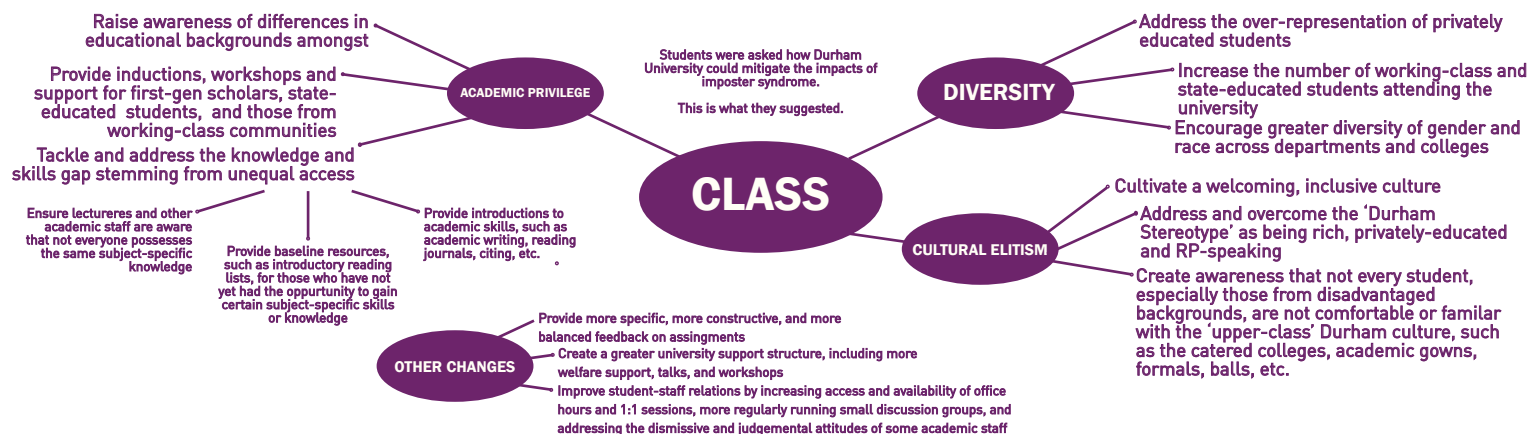 Students were asked how Durham
University could mitigate the impacts of
imposter syndrome.
This is what they suggested.
CLASS
ACADEMIC PRIVILEGE
Raise awareness of differences in
educational backgrounds amongst
Provide inductions, workshops and
support for first-gen scholars, state-
educated students, and those from
working-class communities
Tackle and address the knowledge and
skills gap stemming from unequal access
Ensure lectureres and other
academic staff are aware
that not everyone possesses
the same subject-specific
knowledge
Provide baseline resources,
such as introductory reading
lists, for those who have not
yet had the oppurtunity to gain
certain subject-specific skills
or knowledge
Provide introductions to
academic skills, such as
academic writing, reading
journals, citing, etc.
DIVERSITY
Address the over-representation of privately
educated students
Increase the number of working-class and
state-educated students attending the
university
Encourage greater diversity of gender and
race across departments and colleges
CULTURAL ELITISM
Cultivate a welcoming, inclusive culture
Address and overcome the ‘Durham
Stereotype’ as being rich, privately-educated
and RP-speaking
Create awareness that not every student,
especially those from disadvantaged
backgrounds, are not comfortable or familiar
with the ‘upper-class’ Durham culture, such
as the catered colleges, academic gowns,
formals, balls, etc.
OTHER CHANGES
Provide more specific, more constructive, and more
balanced feedback on assingments
Create a greater university support structure, including more
welfare support, talks, and workshops
Improve student-staff relations by increasing access and availability of office
hours and 1:1 sessions, more regularly running small discussion groups, and
addressing the dismissive and judgemental attitudes of some academic staff